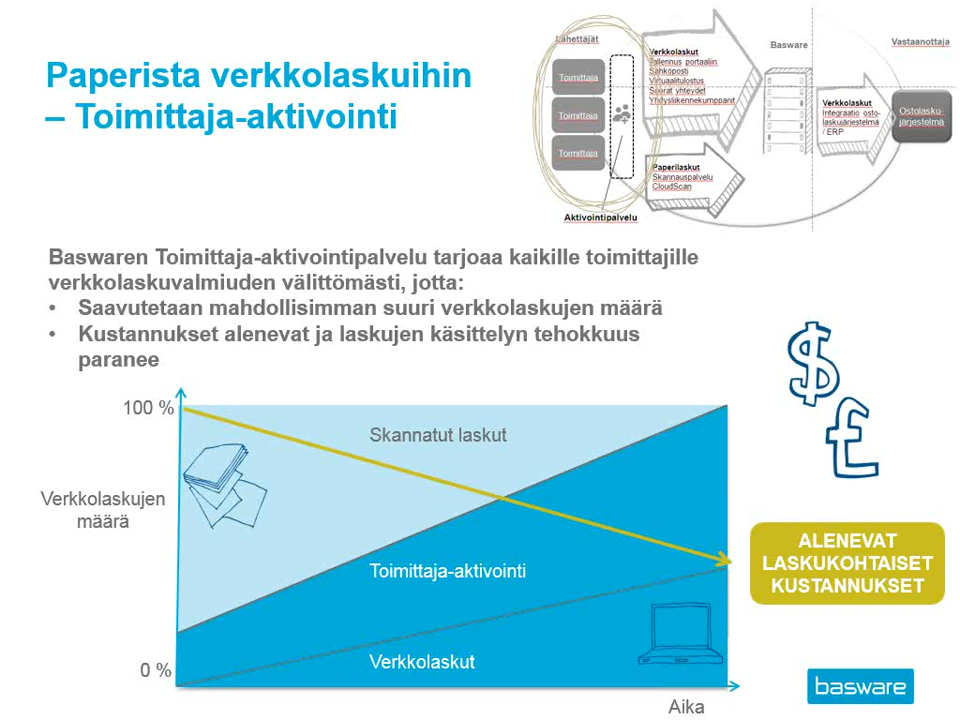 Paperista verkkolaskuihin
– Toimittaja-aktivointi
Lähettäjät
Toimittaja
Toimittaja
Toimittaja
Aktivointipalvelu
Verkkolaskut
Tallennus portaaliin
Sähköposti
Virtuaalitulostus
Suorat yhteydet
Yhdysliikennekumppanit
Paperilaskut
Skannauspalvelu
CloudScan
Basware
Verkkolaskut
Integraatio osto-
laskujärjestelmä
/ ERP
Vastaanottaja
Ostolasku-
järjestelmä
Baswaren Toimittaja-aktivointipalvelu tarjoaa kaikille toimittajille
verkkolaskuvalmiuden välittömästi, jotta:
• Saavutetaan mahdollisimman suuri verkkolaskujen määrä
• Kustannukset alenevat ja laskujen käsittelyn tehokkuus
paranee
100 %
Skannatut laskut
Verkkolaskujen
määrä
Toimittaja-aktivointi
ALENEVAT
LASKUKOHTAISET
KUSTANNUKSET
0 %
Verkkolaskut
Aika
basware